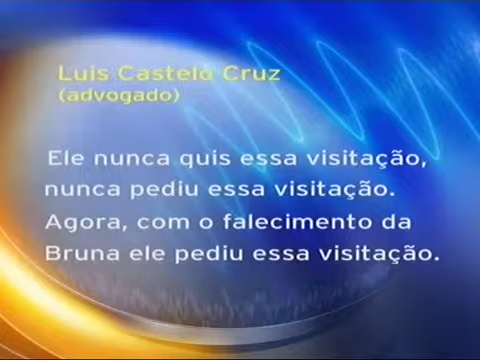 Luis Castelo Cruz
(advogado)
Ele nunca quis essa visitação,
nunca pediu essa visitação.
Agora, com o falecimento da
Bruna ele pediu essa visitação.